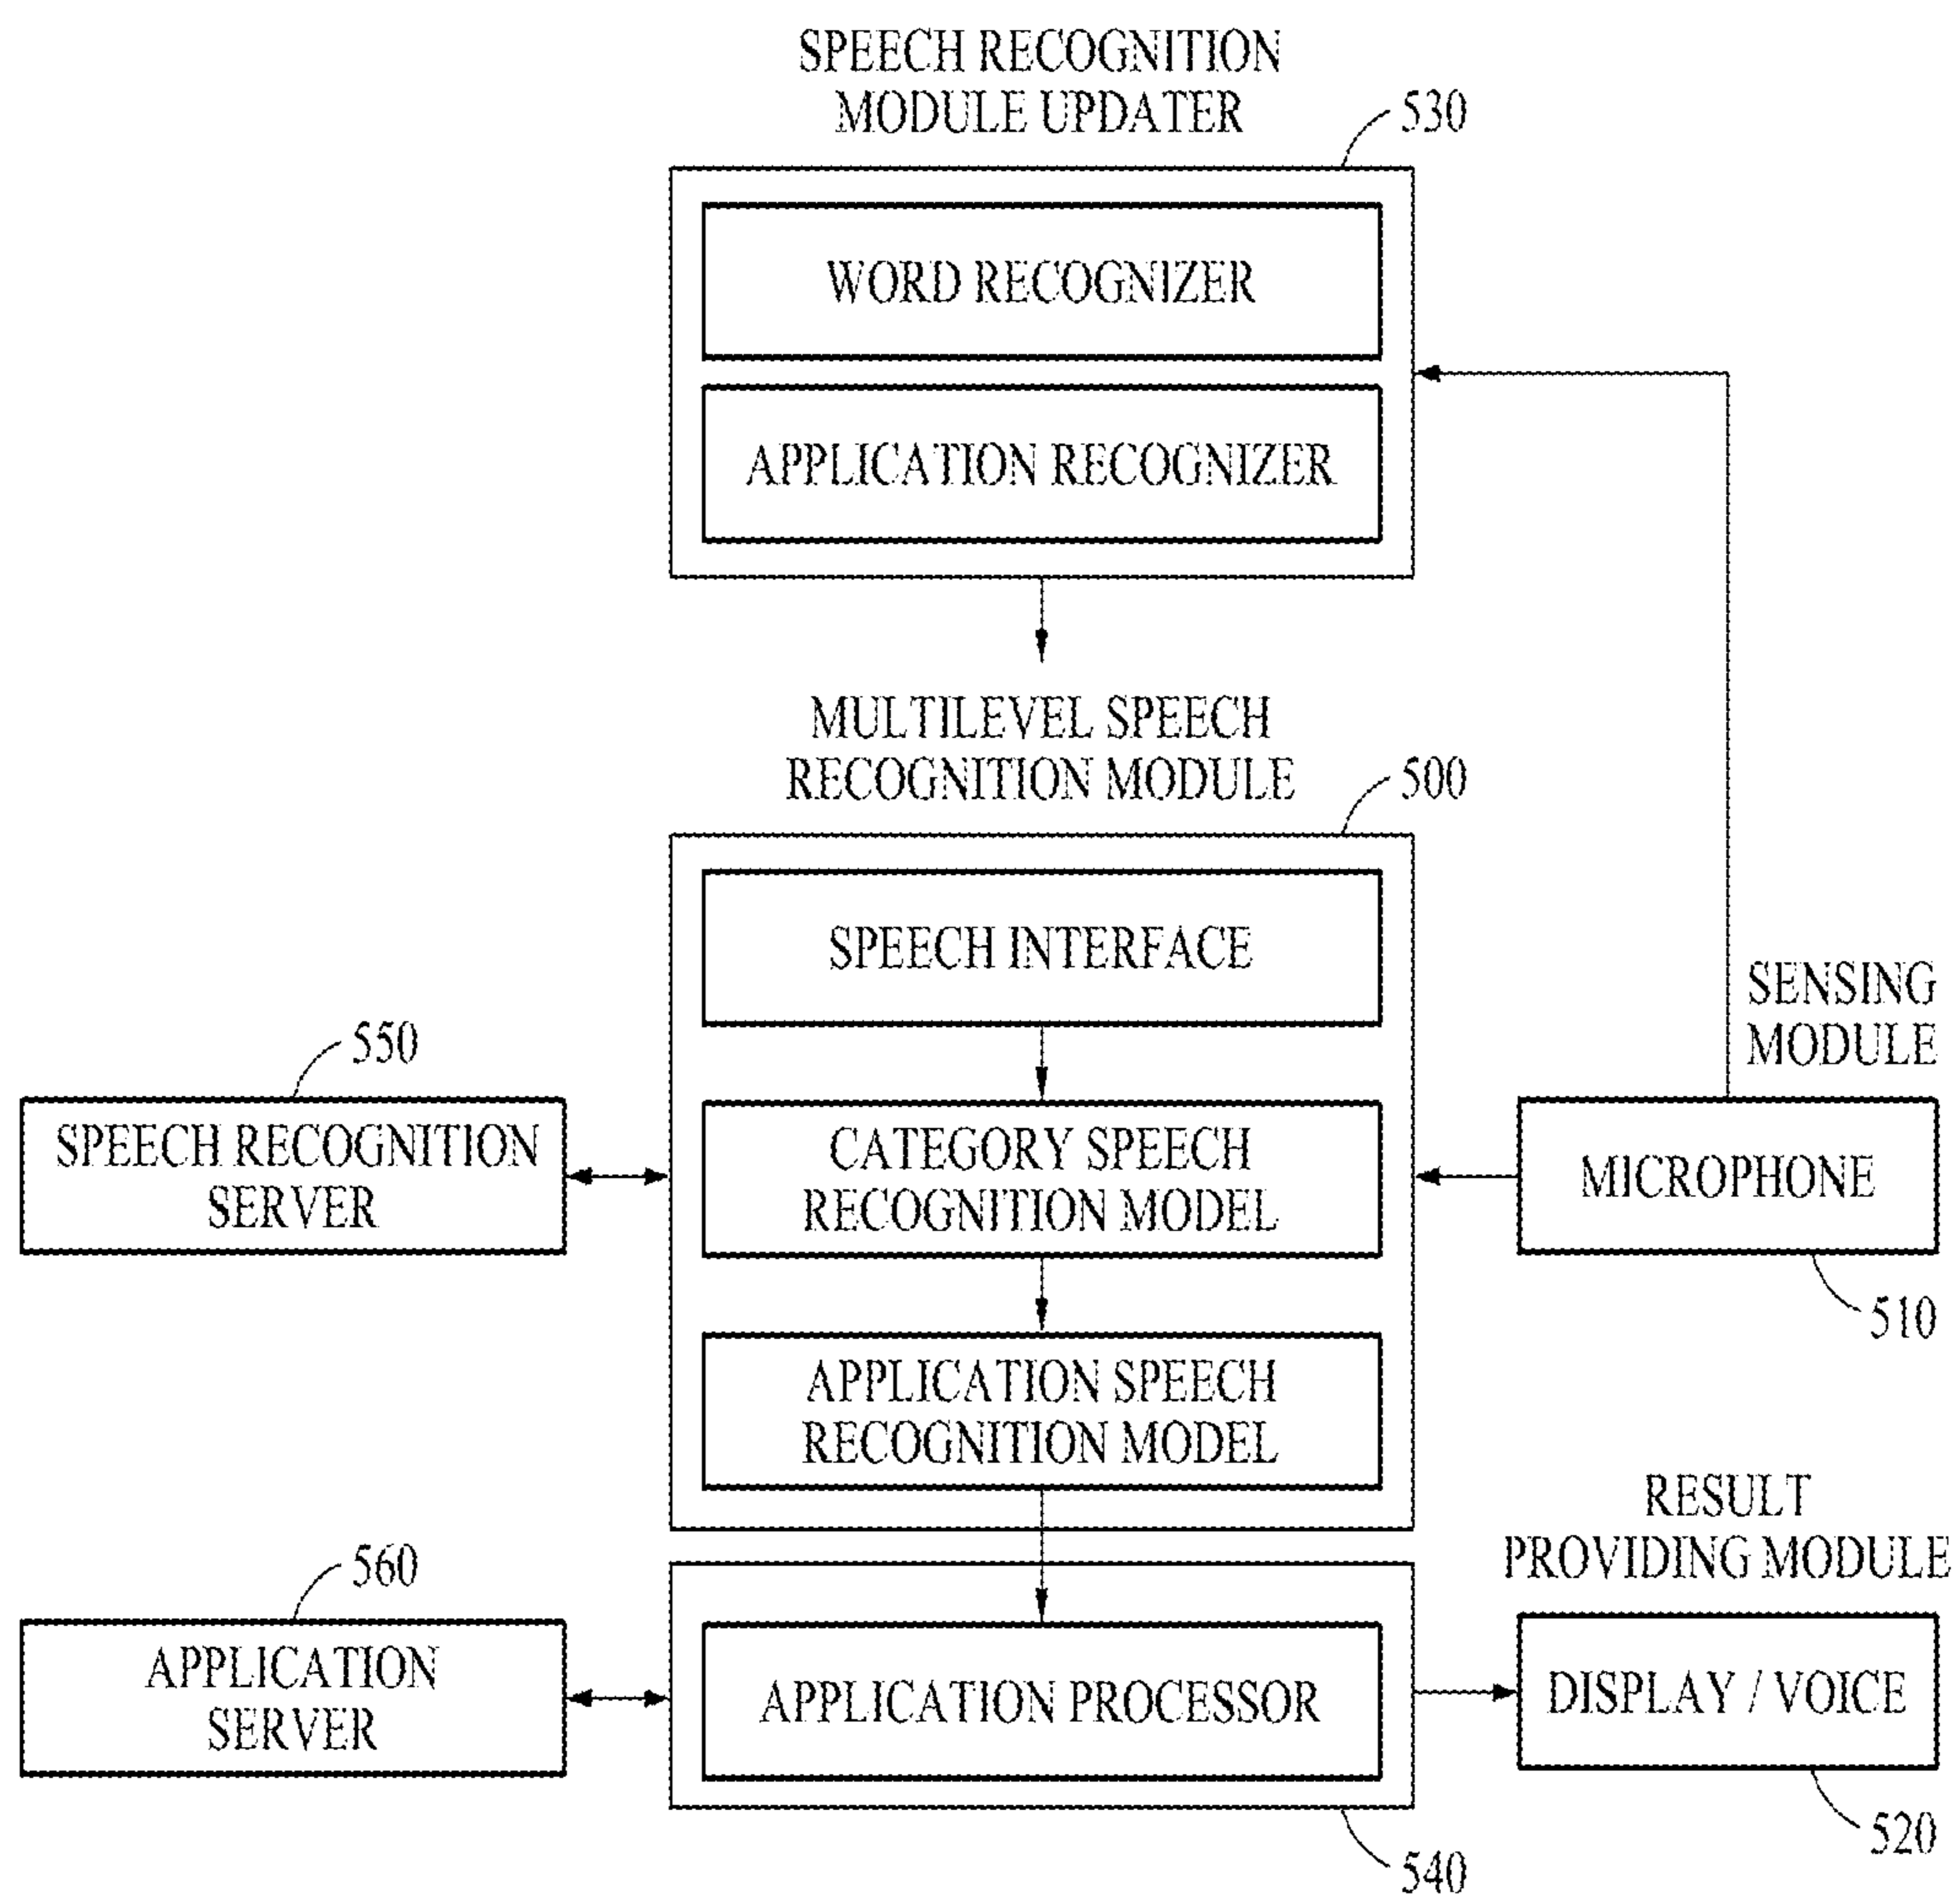 SPEECH RECOGNITION
MODULE UPDATER
530
WORD RECOGNIZER
APPLICATION RECOGNIZER
MULTILEVEL SPEECH
RECOGNITION MODULE
500
SPEECH INTERFACE
SENSING
MODULE
550
SPEECH RECOGNITION
SERVER
CATEGORY SPEECH
RECOGNITION MODEL
MICROPHONE
510
APPLICATION SPEECH
RECOGNITION MODEL
RESULT
PROVIDING MODULE
560
APPLICATION
SERVER
APPLICATION PROCESSOR
DISPLAY / VOICE
520
540